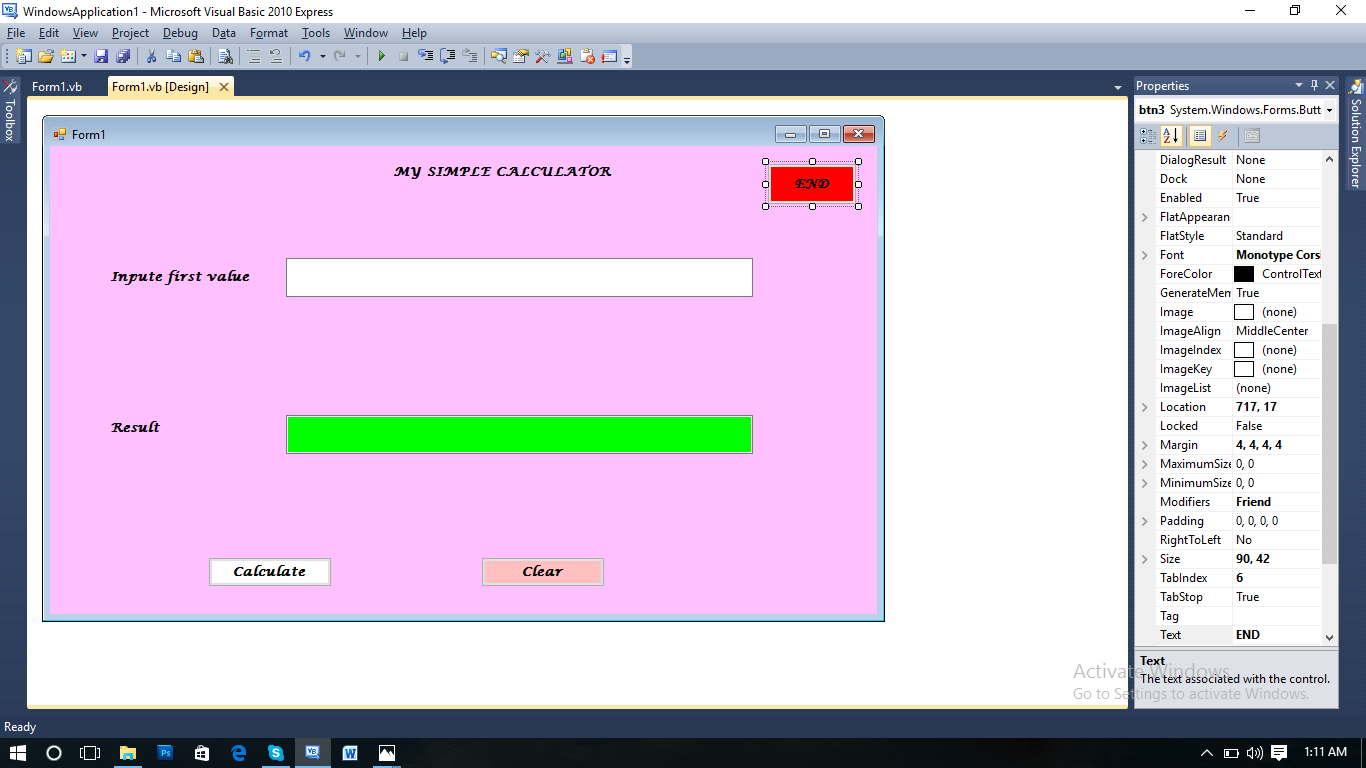 WindowsApplication1 - Microsoft Visual Basic 2010 Express
File Edit View Project Debug Data Format Tools Window Help
Toolbox
Form1.vb Form1.vb [Design]
Form1
MY SIMPLE CALCULATOR
END
Inpute first value
Result
Calculate Clear
Properties
btn3 System.Windows.Forms.Butt
DialogResult None
Dock None
Enabled True
FlatAppearan
FlatStyle Standard
Font Monotype Corsi
ForeColor ControlText
GenerateMem True
Image (none)
ImageAlign MiddleCenter
ImageIndex (none)
ImageKey (none)
ImageList (none)
Location 717, 17
Locked False
Margin 4, 4, 4, 4
MaximumSize 0, 0
MinimumSize 0, 0
Modifiers Friend
Padding 0, 0, 0, 0
RightToLeft No
Size 90, 42
TabIndex 6
TabStop True
Tag
Text END
Text
The text associated with the control.
Activate Windows
Go to Settings to activate Windows.
Solution Explorer
Ready
1:11 AM